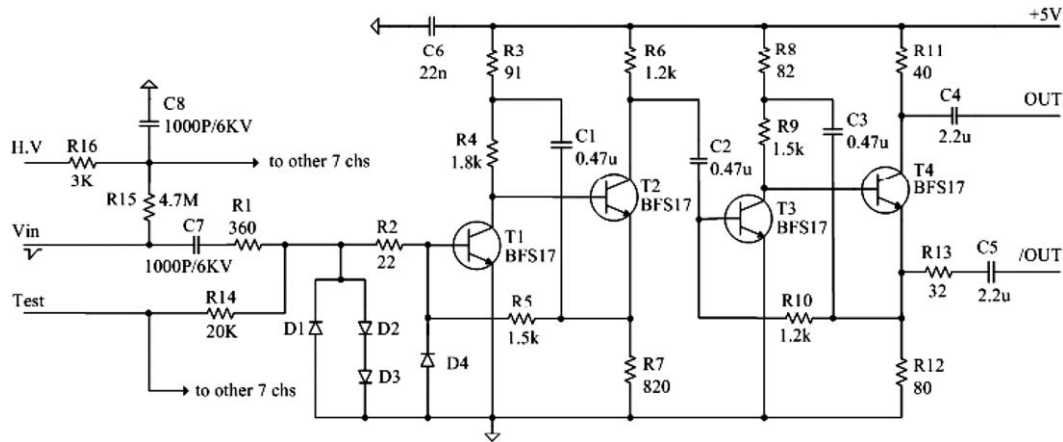 +5V
C6
22n
R3
91
R6
1.2k
R8
82
R11
40
C8
1000P/6KV
C4
2.2u
OUT
H.V
R16
3K
to other 7 chs
R4
1.8k
C1
0.47u
C2
0.47u
R9
1.5k
C3
0.47u
R15
4.7M
T2
BFS17
T4
BFS17
T3
BFS17
Vin
C7
1000P/6KV
R1
360
R2
22
T1
BFS17
R13
32
C5
2.2u
/OUT
Test
R14
20K
R5
1.5k
R10
1.2k
D1
D2
D3
D4
R7
820
R12
80
to other 7 chs